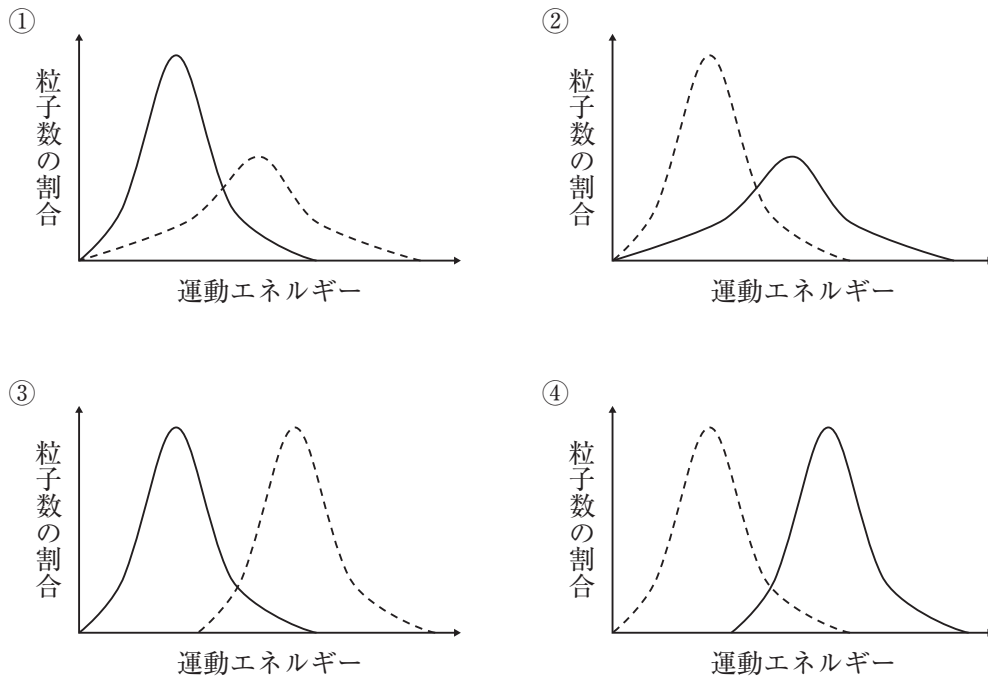 ①
粒子数の割合
運動エネルギー
②
粒子数の割合
運動エネルギー
③
粒子数の割合
運動エネルギー
④
粒子数の割合
運動エネルギー